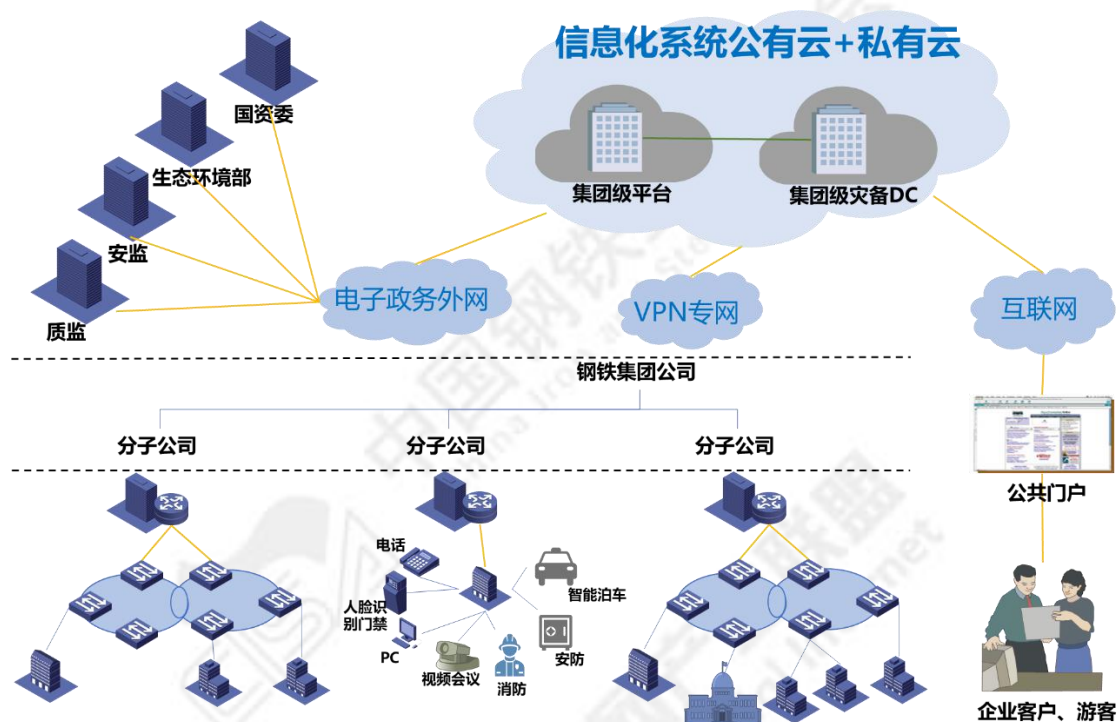 信息化系统公有云+私有云
国资委
生态环境部
集团级平台
集团级灾备DC
安监
质监
电子政务外网
VPN专网
互联网
钢铁集团公司
分子公司
分子公司
分子公司
公共门户
电话
人脸识
别门禁
PC
视频会议
消防
安防
智能泊车
企业客户、游客